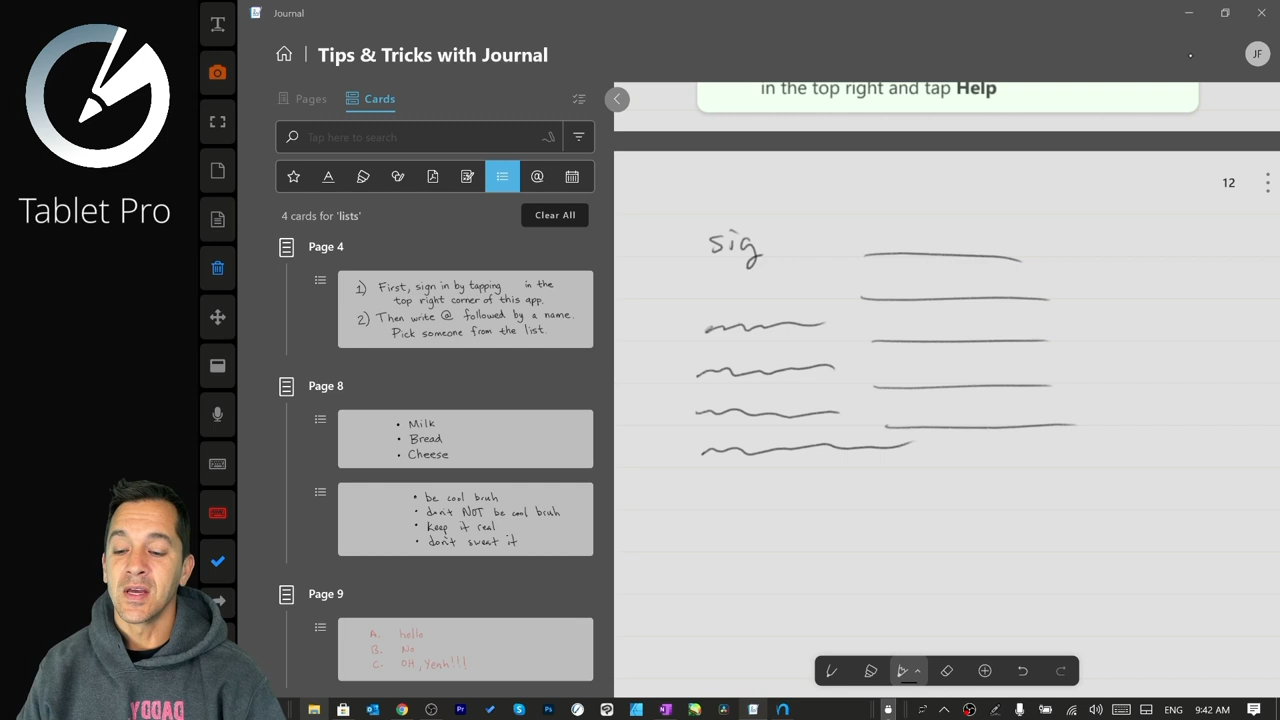 Journal
Tips & Tricks with Journal
JF
Pages
Cards
Tap here to search
4 cards for 'lists'
Clear All
Page 4
1) First, sign in by tapping in the
top right corner of this app.
2) Then write @ followed by a name.
Pick someone from the list.
Page 8
• Milk
• Bread
• Cheese
• be cool bruh
• don't NOT be cool bruh
• keep it real
• don't sweat it
Page 9
A. hello
B. No
C. OH, Yeah!!!
in the top right and tap Help
12
sig
Tablet Pro
DADDY
9:42 AM